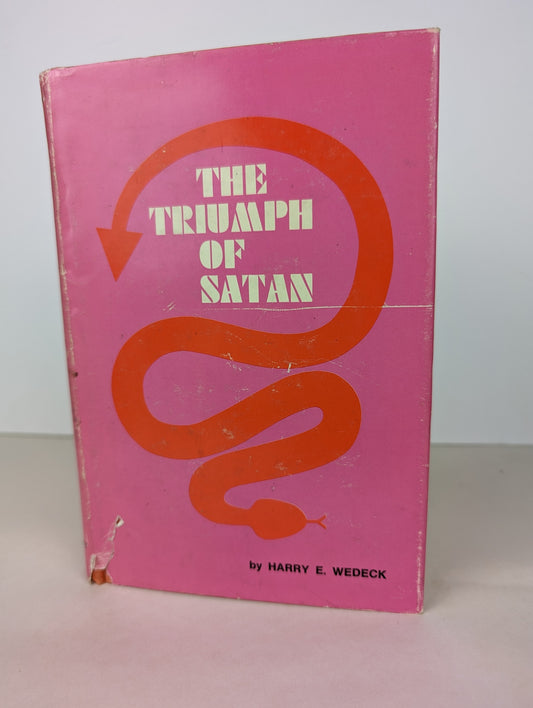 THE
TRIUMPH
OF
SATAN
by HARRY E. WEDECK